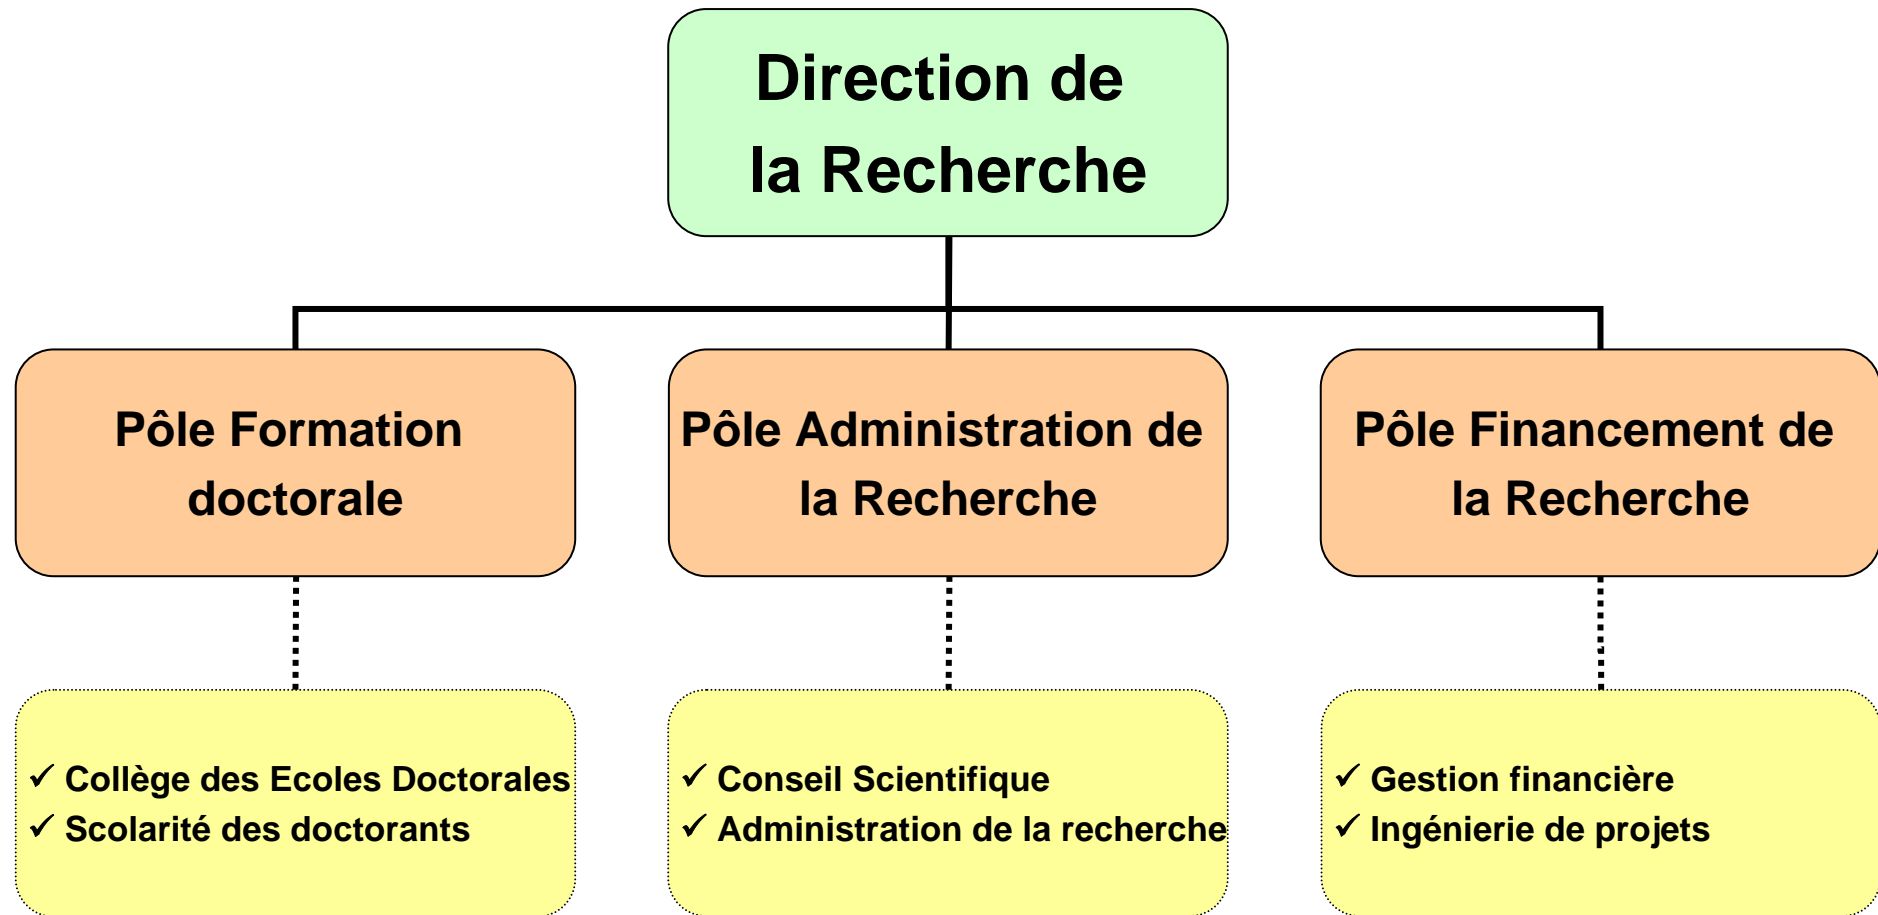 Direction de
la Recherche
Pôle Formation
doctorale
Pôle Administration de
la Recherche
Pôle Financement de
la Recherche
✓ Collège des Ecoles Doctorales
✓ Scolarité des doctorants
✓ Conseil Scientifique
✓ Administration de la recherche
✓ Gestion financière
✓ Ingénierie de projets